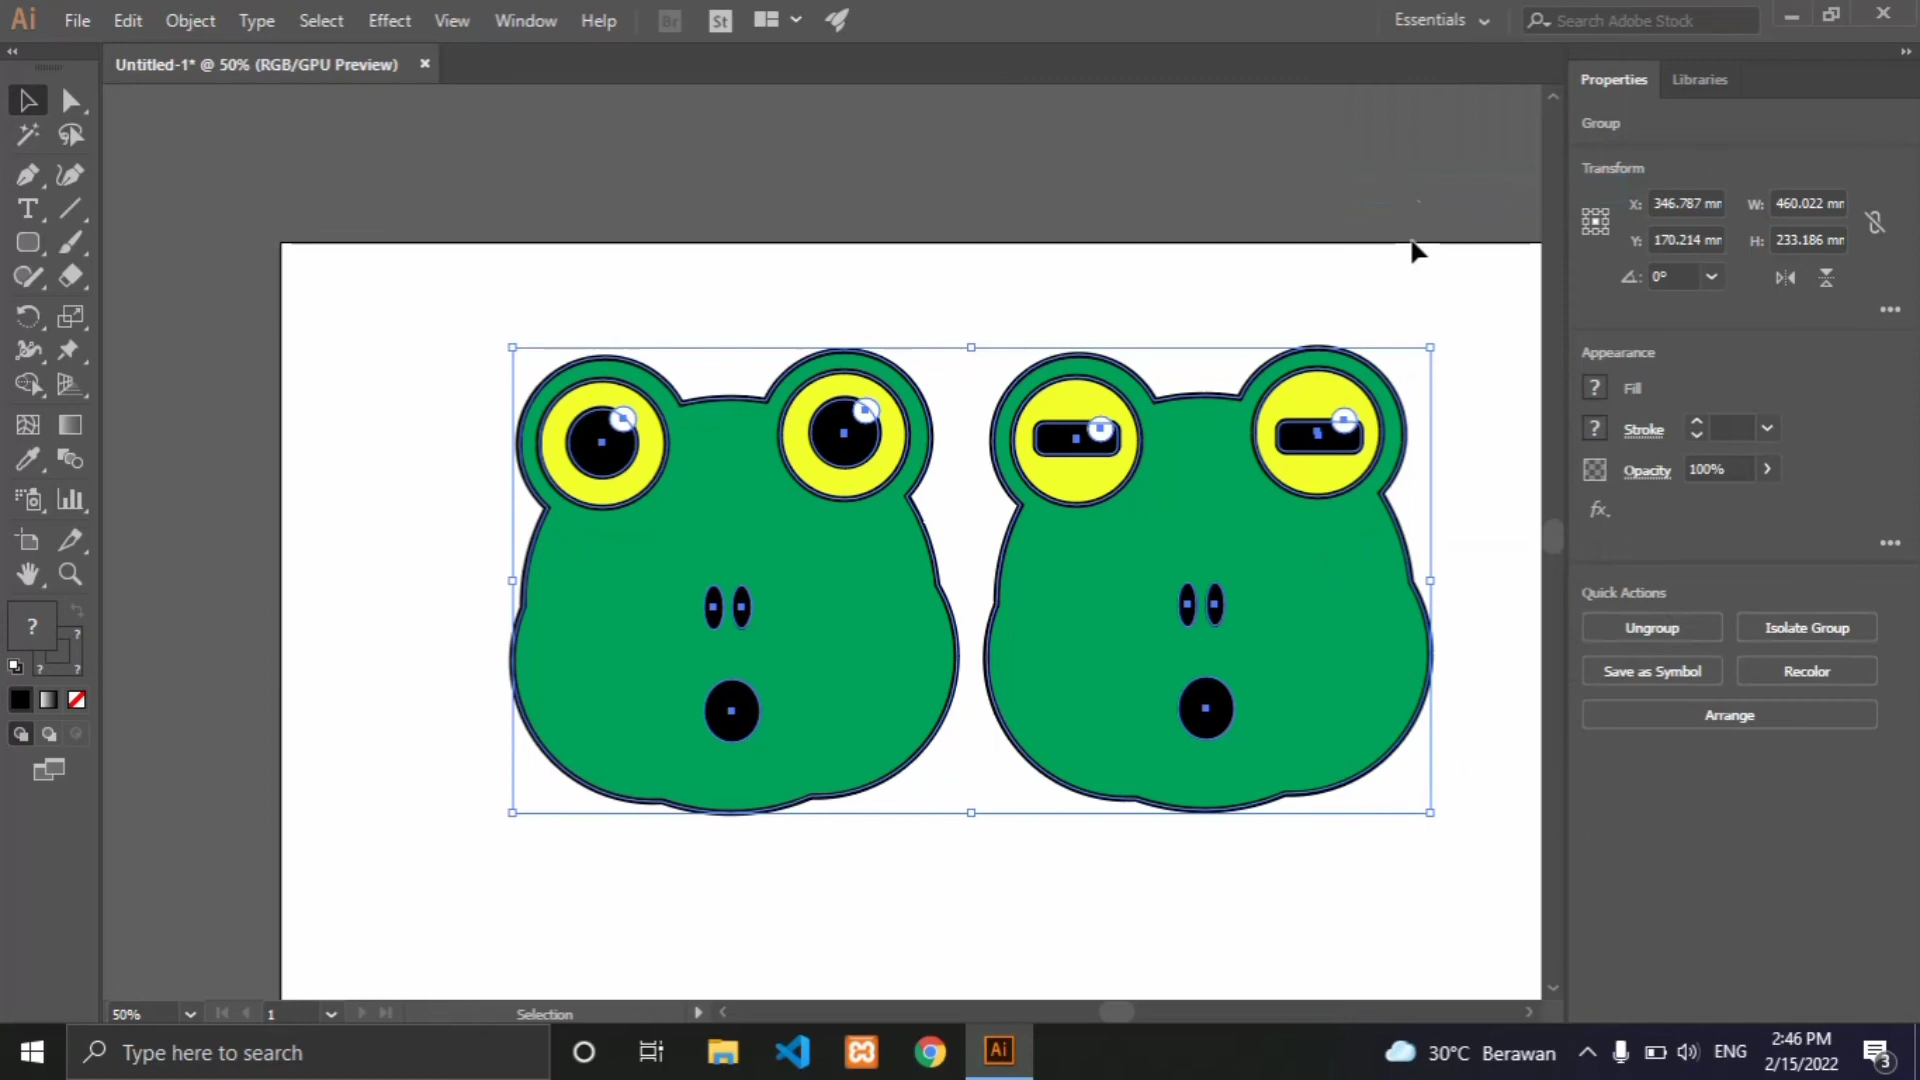 Ai File Edit Object Type Select Effect View Window Help Br St Essentials Search Adobe Stock
Untitled-1* @ 50% (RGB/GPU Preview)
Properties Libraries
Group
Transform
X: 346.787 mm W: 460.022 mm
Y: 170.214 mm H: 233.186 mm
0°
Appearance
? Fill
? Stroke
Opacity 100%
fx.
Quick Actions
Ungroup Isolate Group
Save as Symbol Recolor
Arrange
T
?
?
? ?
50% 1 Selection
Type here to search
Ai
30°C Berawan ENG
2:46 PM
2/15/2022
3